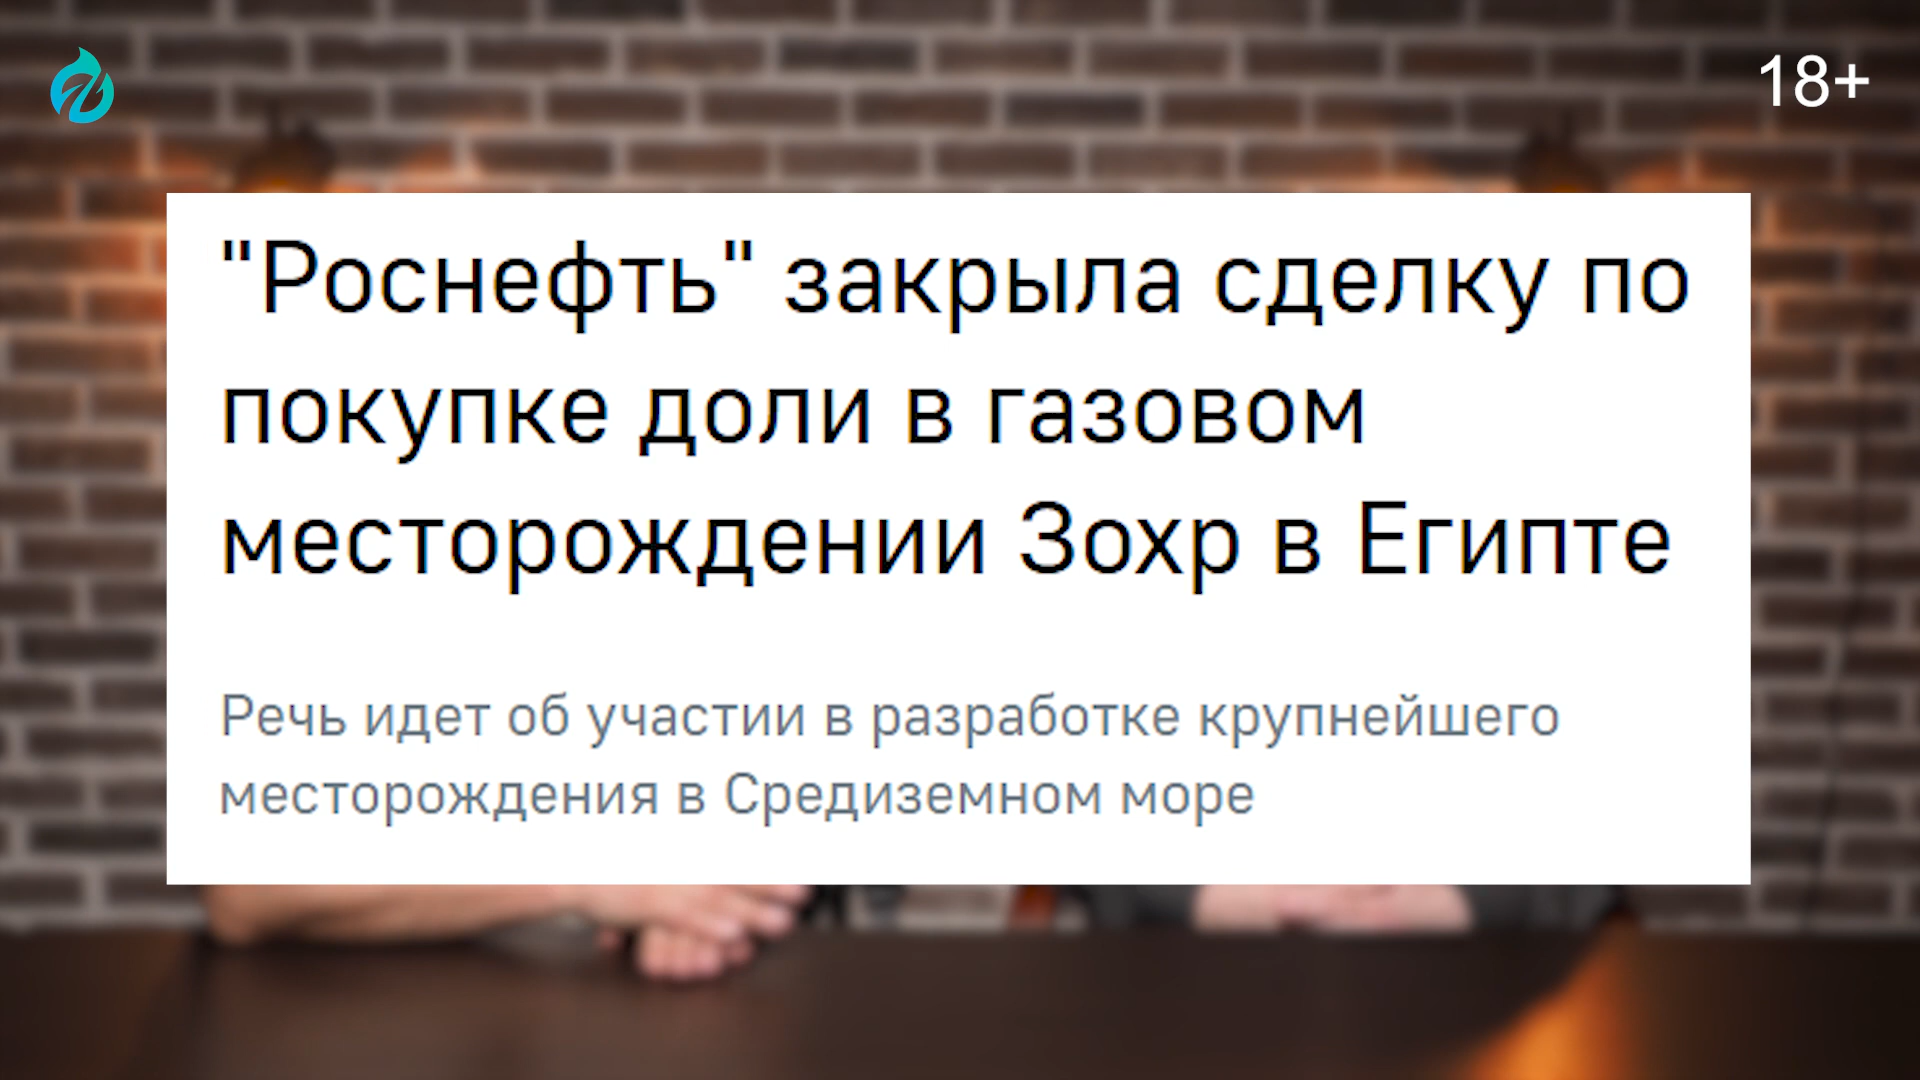 18+
"Роснефть" закрыла сделку по
покупке доли в газовом
месторождении Зохр в Египте
Речь идет об участии в разработке крупнейшего
месторождения в Средиземном море